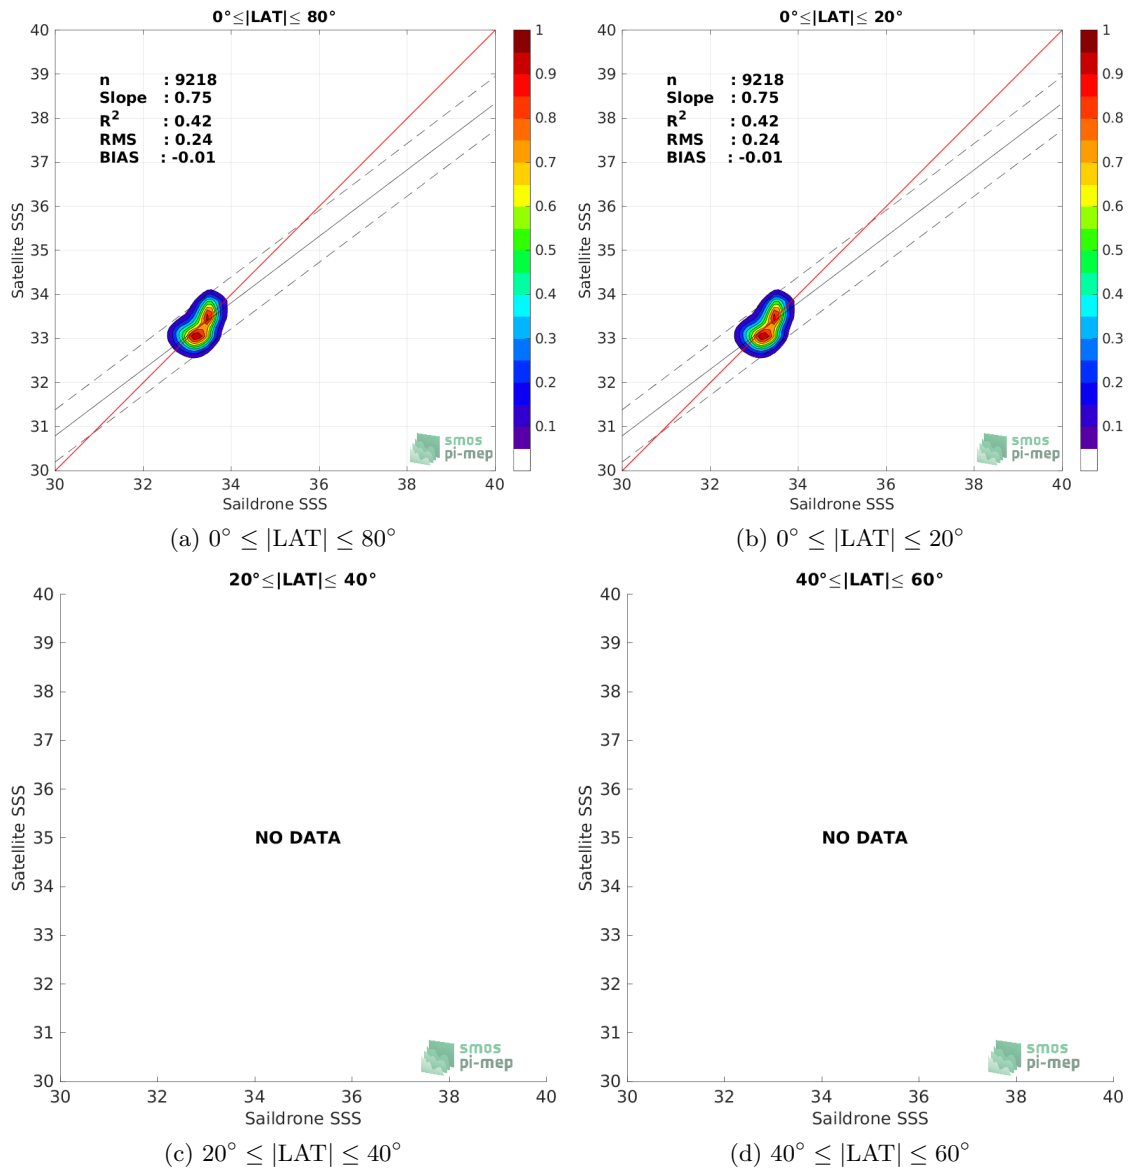 0°≤|LAT|≤ 80°
40
39
38
37
36
35
34
33
32
31
30
Satellite SSS
n : 9218
Slope : 0.75
R² : 0.42
RMS : 0.24
BIAS : -0.01
smos
pi-mep
30 32 34 36 38 40
Saildrone SSS
1
0.9
0.8
0.7
0.6
0.5
0.4
0.3
0.2
0.1
(a) 0° ≤ |LAT| ≤ 80°
0°≤|LAT|≤ 20°
40
39
38
37
36
35
34
33
32
31
30
Satellite SSS
n : 9218
Slope : 0.75
R² : 0.42
RMS : 0.24
BIAS : -0.01
smos
pi-mep
30 32 34 36 38 40
Saildrone SSS
1
0.9
0.8
0.7
0.6
0.5
0.4
0.3
0.2
0.1
(b) 0° ≤ |LAT| ≤ 20°
20°≤|LAT|≤ 40°
40
39
38
37
36
35
34
33
32
31
30
Satellite SSS
NO DATA
smos
pi-mep
30 32 34 36 38 40
Saildrone SSS
(c) 20° ≤ |LAT| ≤ 40°
40°≤|LAT|≤ 60°
40
39
38
37
36
35
34
33
32
31
30
Satellite SSS
NO DATA
smos
pi-mep
30 32 34 36 38 40
Saildrone SSS
(d) 40° ≤ |LAT| ≤ 60°